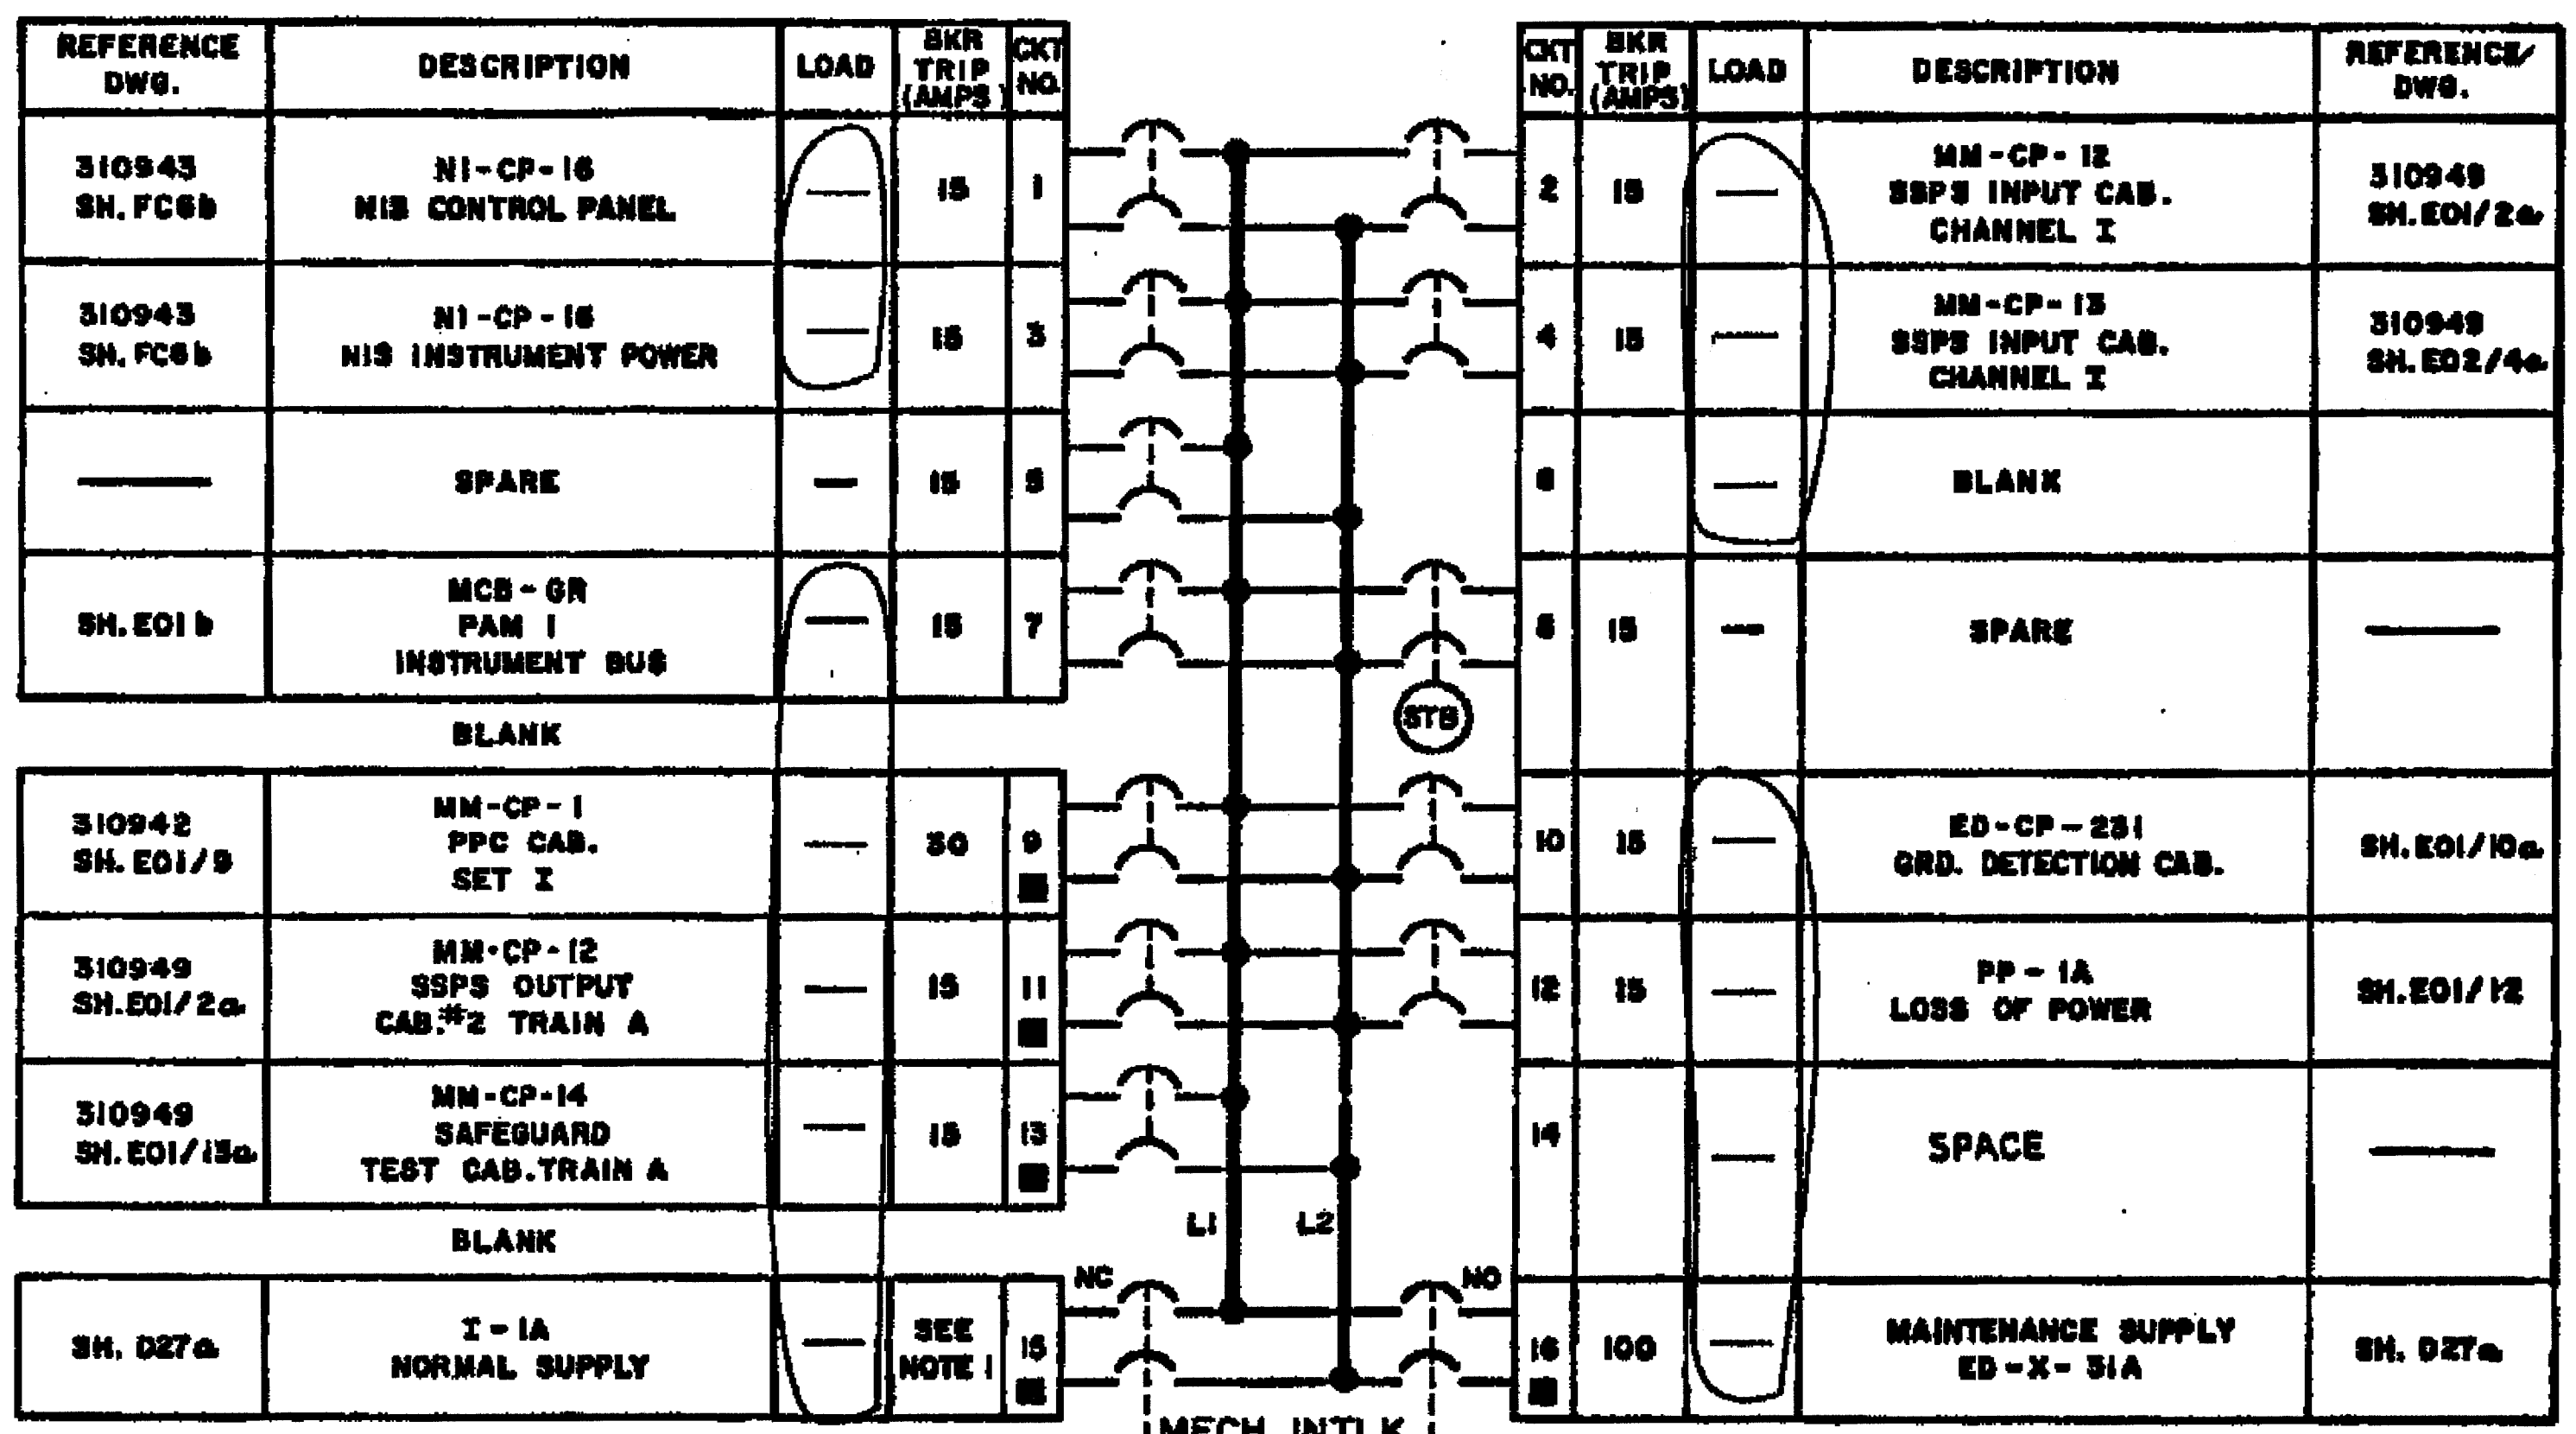 REFERENCE DWG. DESCRIPTION LOAD BKR TRIP (AMPS) CKT NO.
310943 SH. FC6b NI-CP-16 NIS CONTROL PANEL — 15 1
310943 SH. FC6b NI-CP-16 NIS INSTRUMENT POWER — 15 3
— SPARE — 15 5
SH. E01b MCB-GR PAM 1 INSTRUMENT BUS — 15 7
BLANK
310942 SH. E01/9 MM-CP-1 PPC CAB. SET I — 30 9
310949 SH.E01/2a MM-CP-12 SSPS OUTPUT CAB.#2 TRAIN A — 15 11
310949 SH.E01/13a MM-CP-14 SAFEGUARD TEST CAB.TRAIN A — 15 13
BLANK
SH. D27a I-1A NORMAL SUPPLY — SEE NOTE 1 15
L1 L2
NC NO
STB
MECH INTLK
CKT NO. BKR TRIP (AMPS) LOAD DESCRIPTION REFERENCE/ DWG.
2 15 — MM-CP-12 SSPS INPUT CAB. CHANNEL I 310949 SH.E01/2a
4 15 — MM-CP-13 SSPS INPUT CAB. CHANNEL I 310949 SH.E02/4a
6 — BLANK
8 15 — SPARE —
10 15 — ED-CP-231 GRD. DETECTION CAB. SH.E01/10a
12 15 — PP-1A LOSS OF POWER SH.E01/12
14 — SPACE —
16 100 — MAINTENANCE SUPPLY ED-X-31A SH. D27a